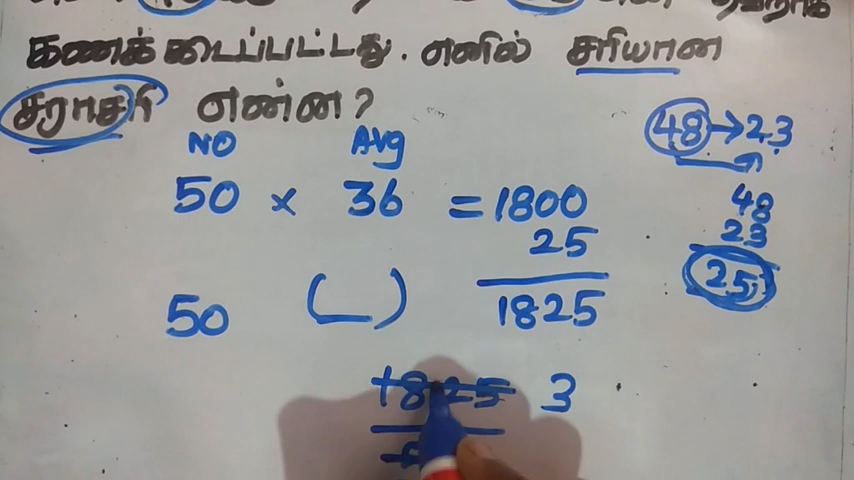 கணக்கிடைப்பட்டது. எனில் சரியான
சராசரி என்ன?
48 → 23
NO Avg
50 x 36 = 1800
48
25
23
25
50 (_) 1825
1825 3